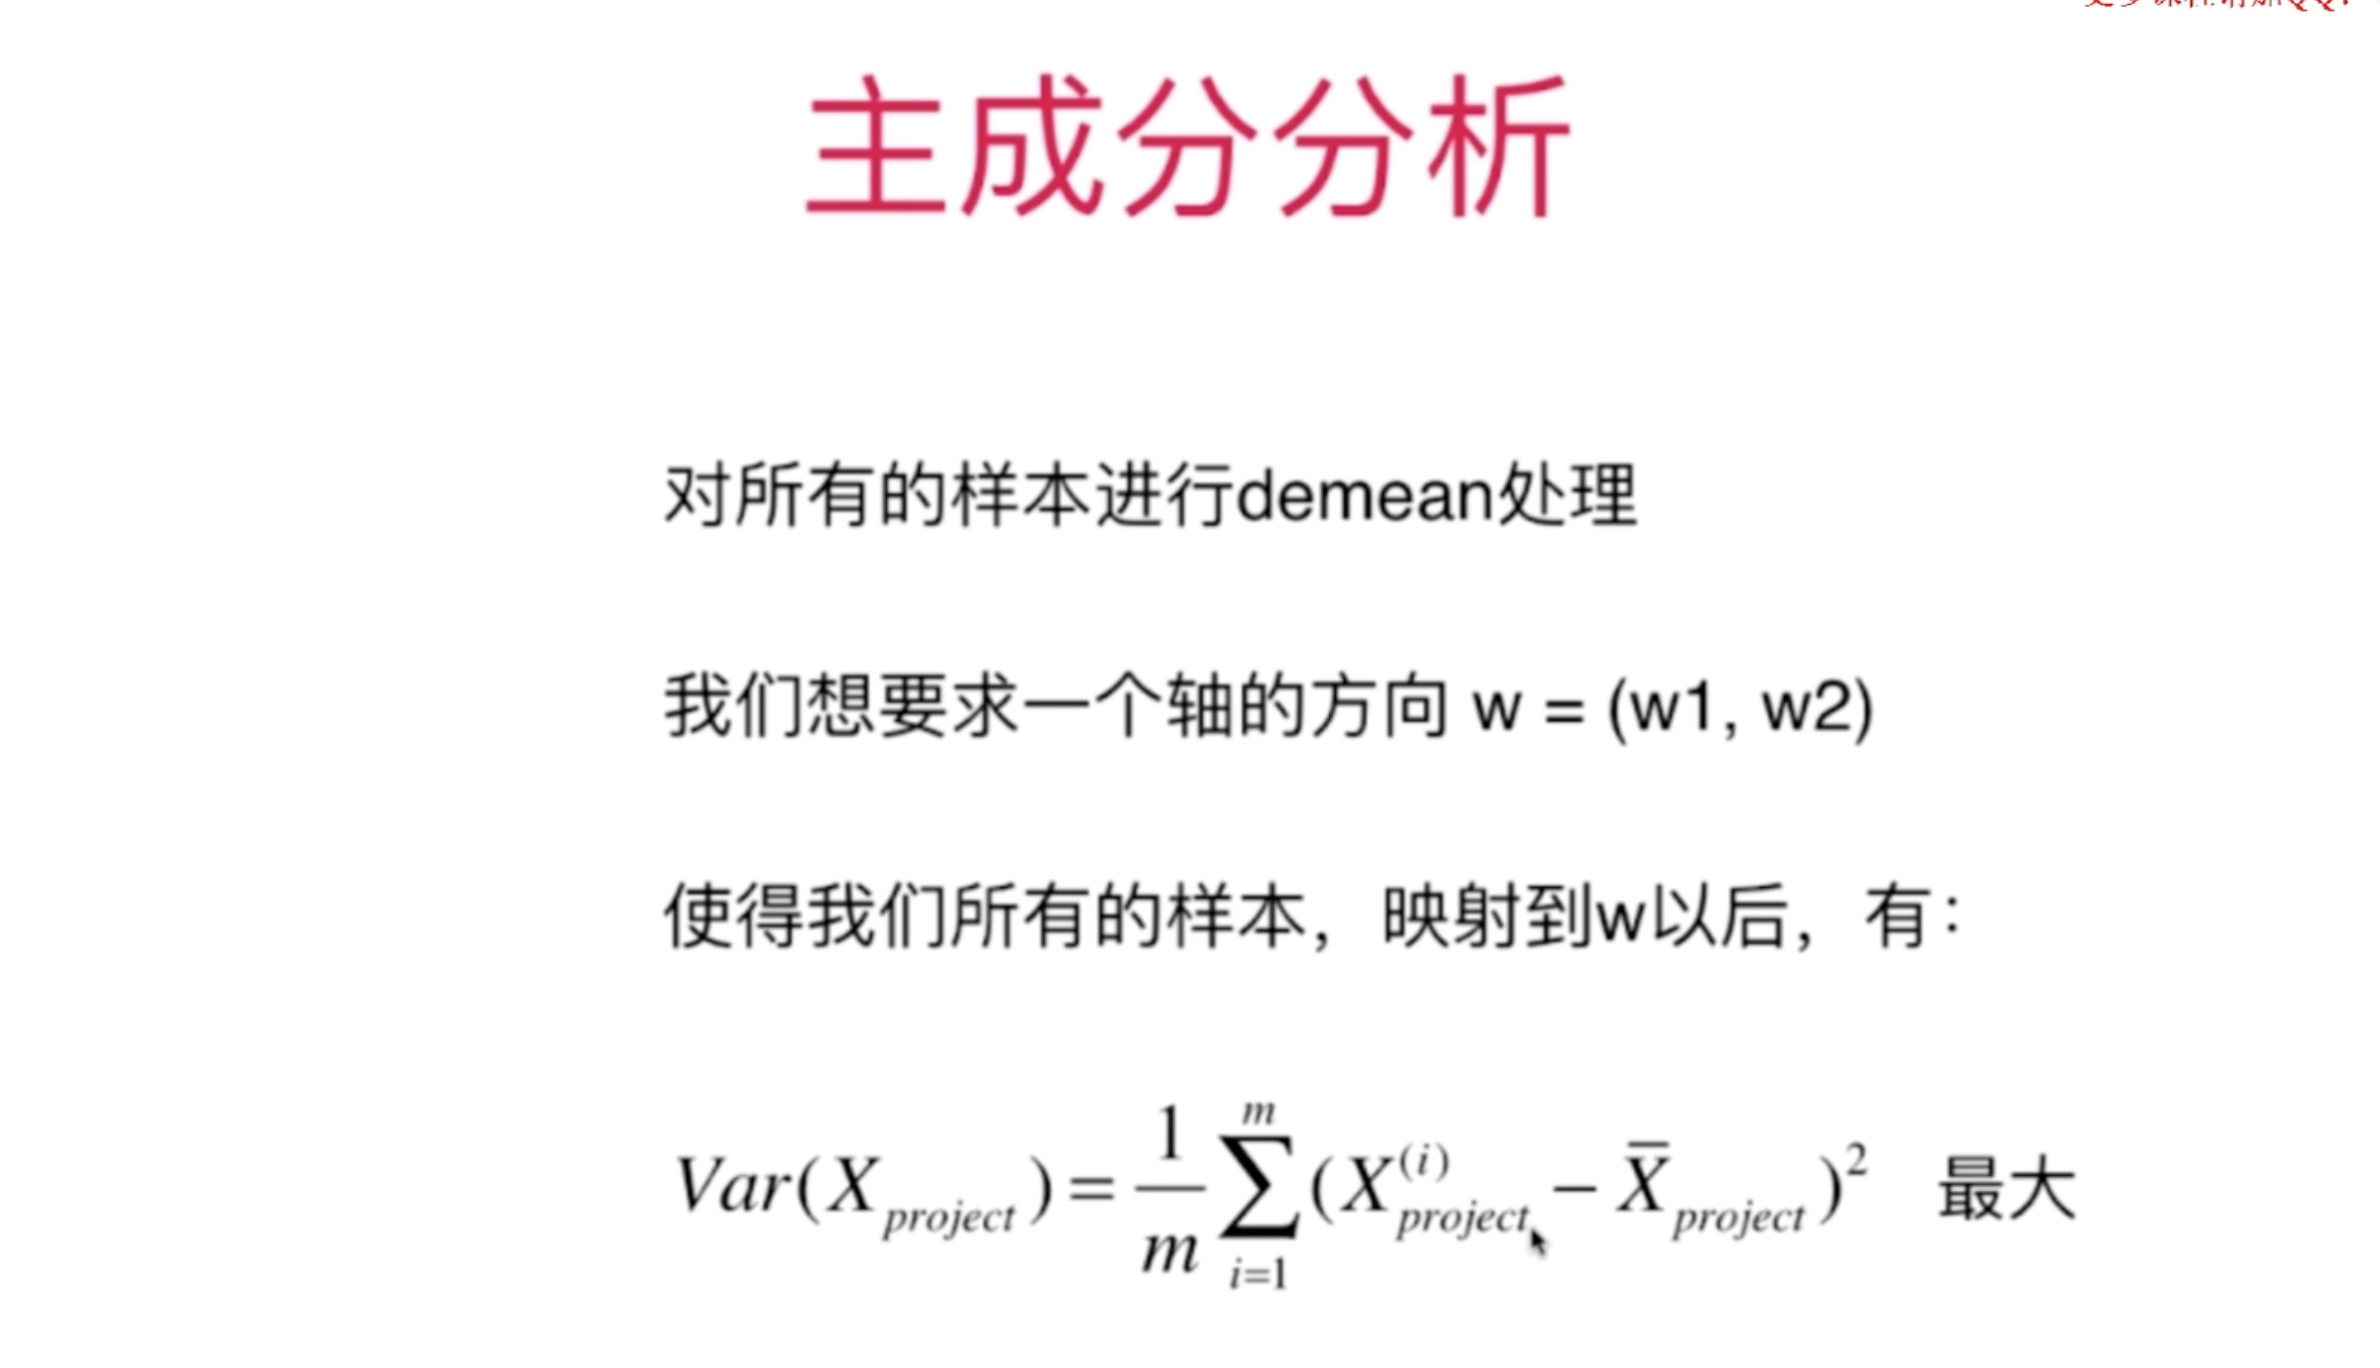 主成分分析
对所有的样本进行demean处理
我们想要求一个轴的方向 w = (w1, w2)
使得我们所有的样本，映射到w以后，有：
Var(X_project) = 1/m ∑_{i=1}^{m} (X_project^{(i)} − X̄_project)² 最大